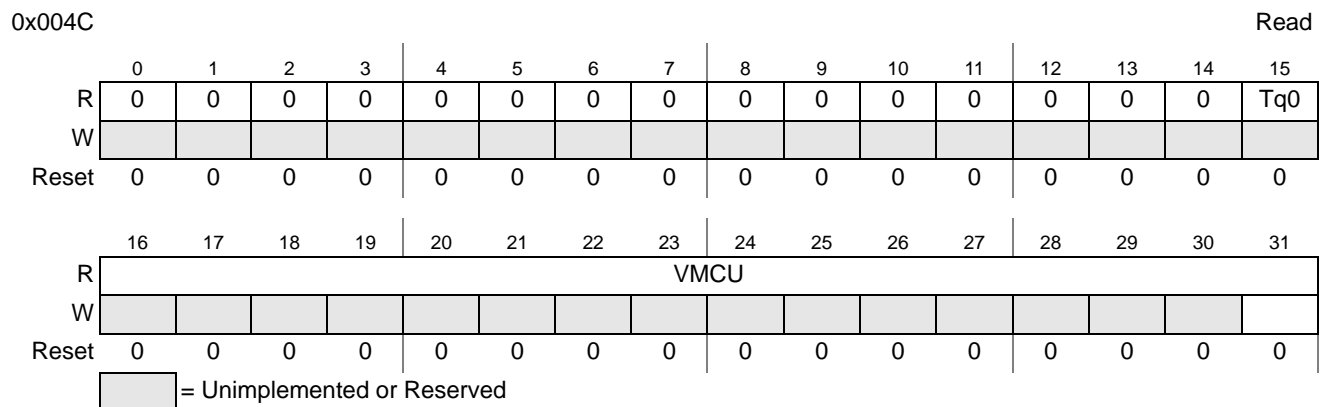 0x004C Read
0 1 2 3 4 5 6 7 8 9 10 11 12 13 14 15
R 0 0 0 0 0 0 0 0 0 0 0 0 0 0 0 Tq0
W
Reset 0 0 0 0 0 0 0 0 0 0 0 0 0 0 0 0
16 17 18 19 20 21 22 23 24 25 26 27 28 29 30 31
R VMCU
W
Reset 0 0 0 0 0 0 0 0 0 0 0 0 0 0 0 0
= Unimplemented or Reserved